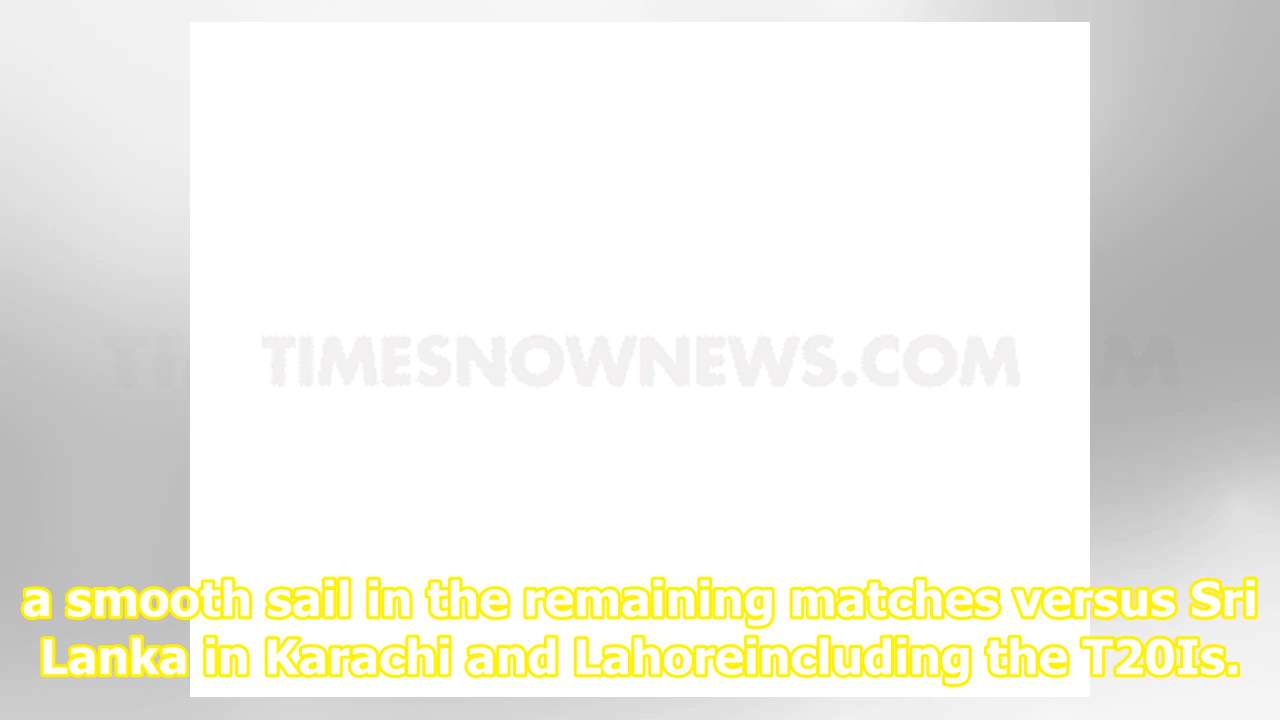 TIMESNOWNEWS.COM
a smooth sail in the remaining matches versus Sri
Lanka in Karachi and Lahoreincluding the T20Is.